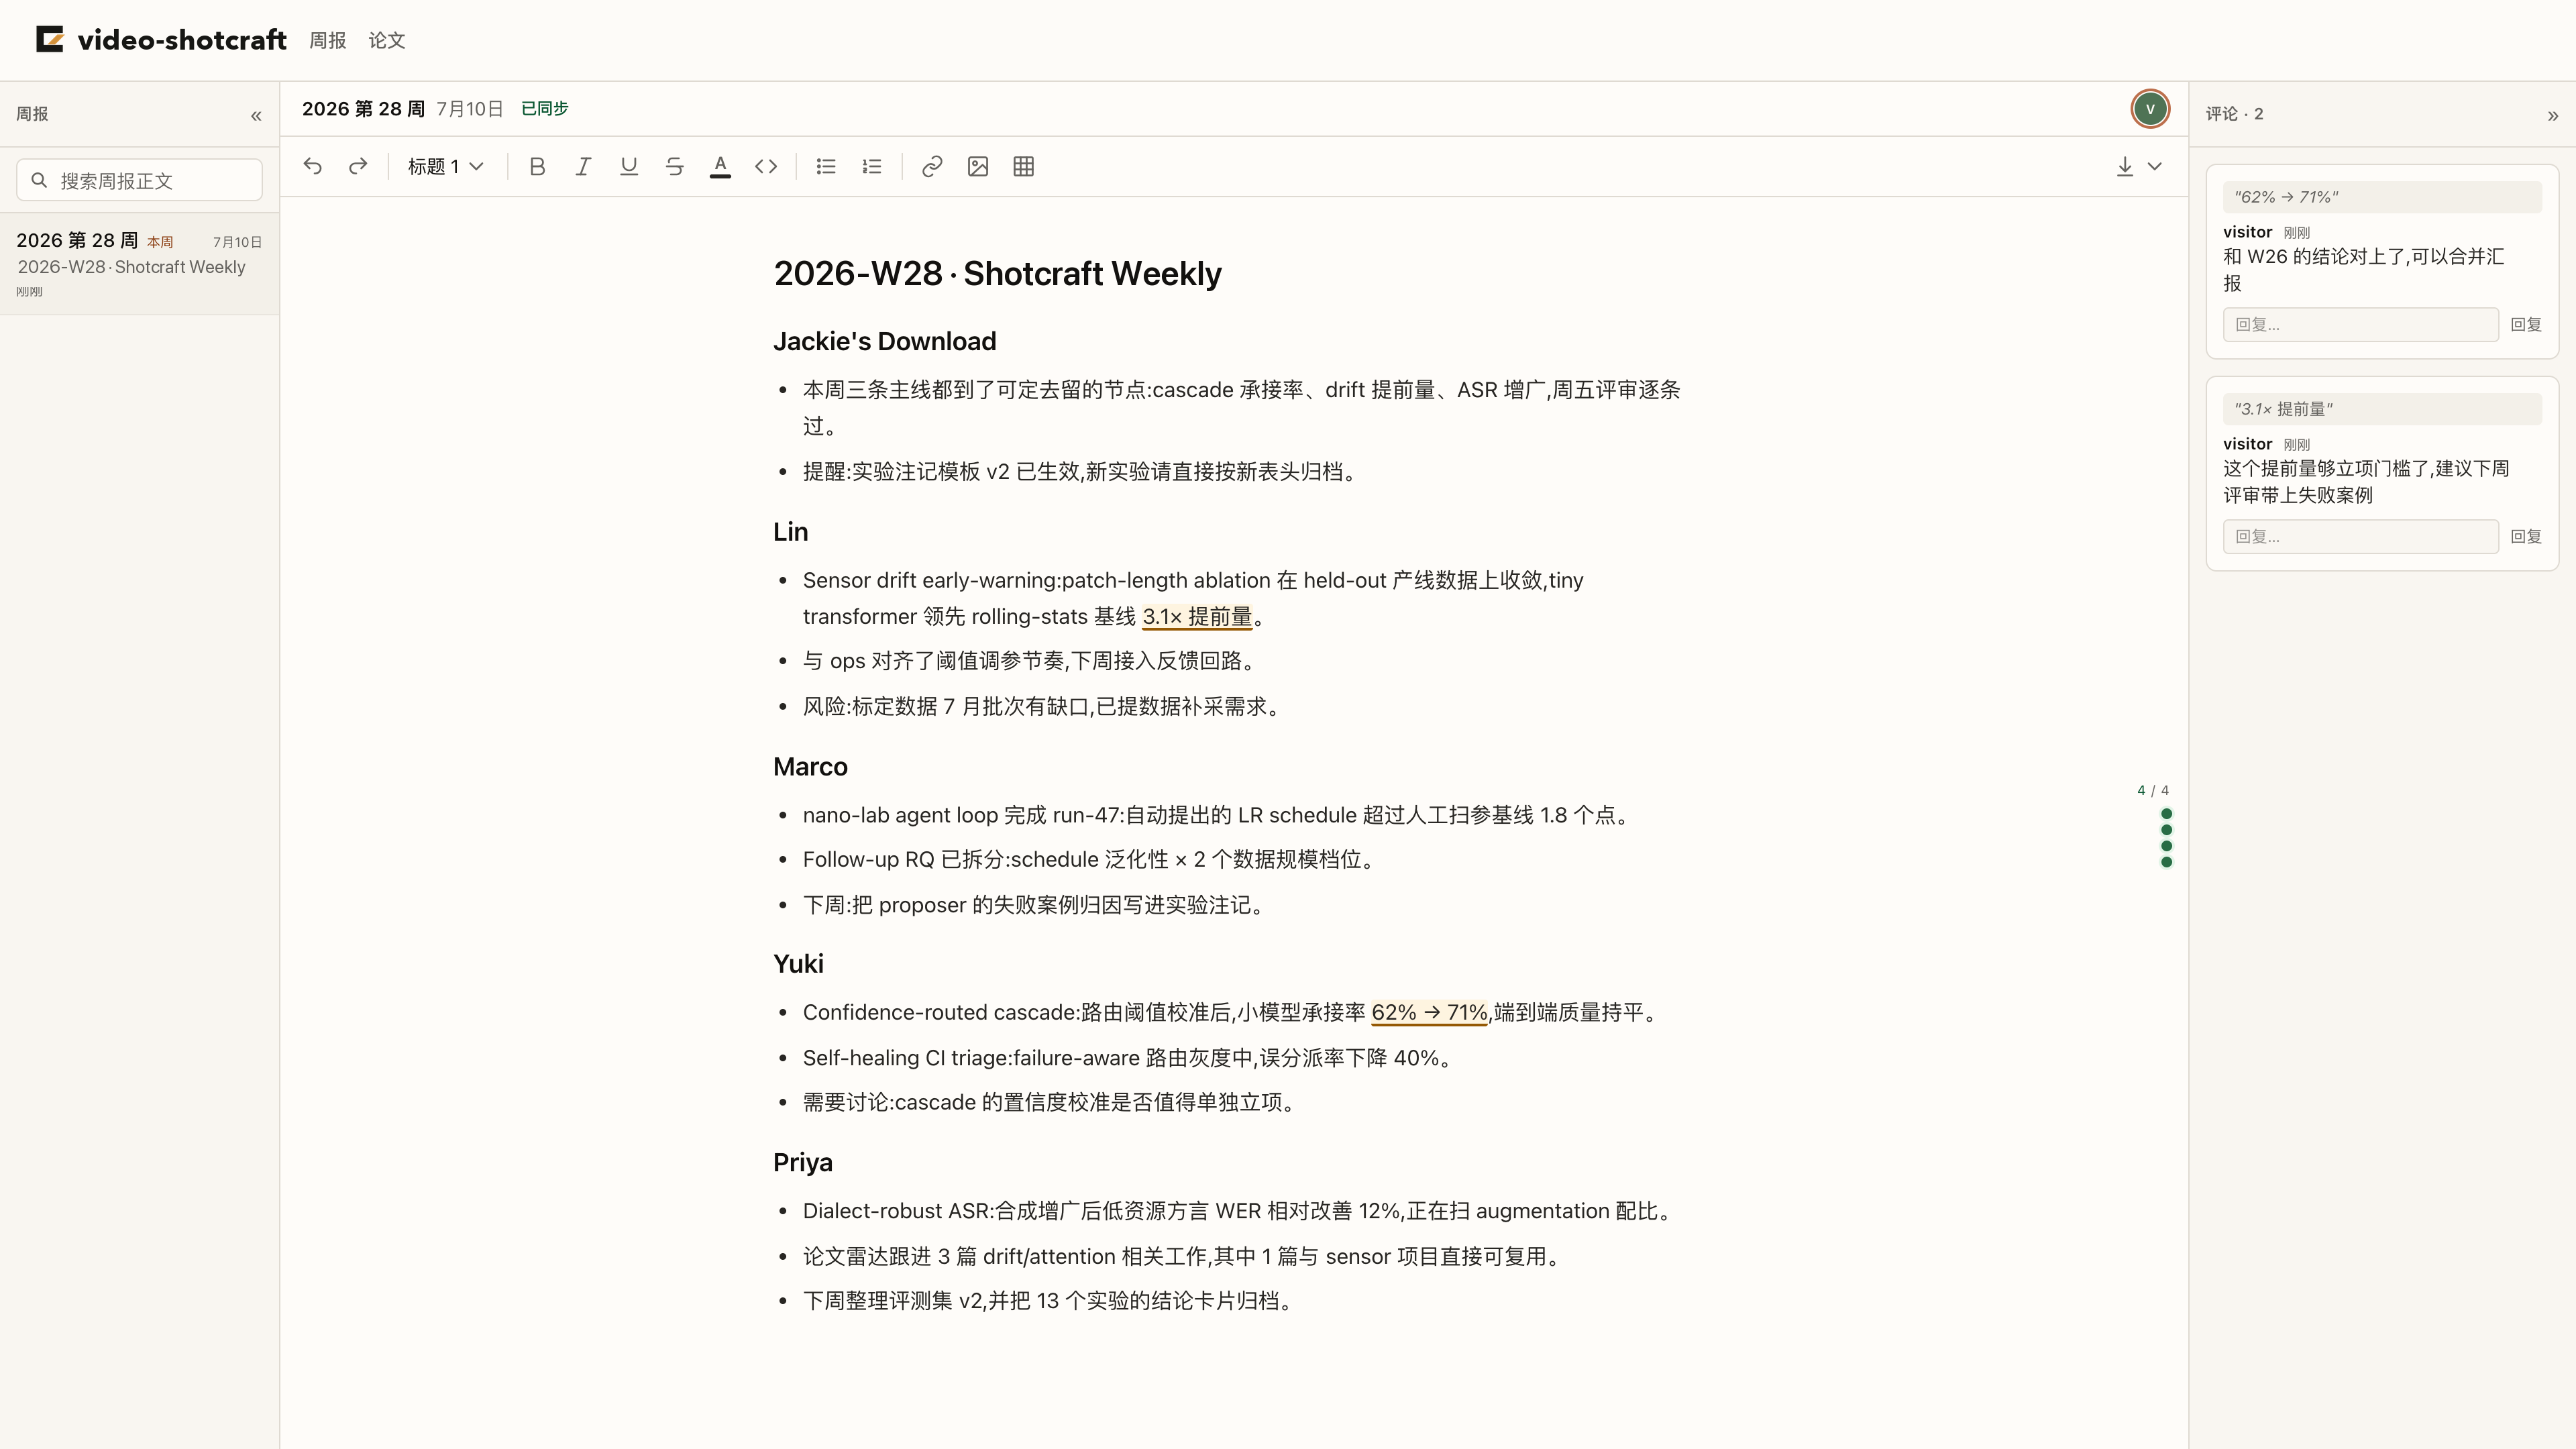 video-shotcraft 周报 论文
周报 «
搜索周报正文
2026 第 28 周 本周 7月10日
2026-W28 · Shotcraft Weekly
刚刚
2026 第 28 周 7月10日 已同步
V
标题 1
B I U S A
2026-W28 · Shotcraft Weekly
Jackie's Download
• 本周三条主线都到了可定去留的节点:cascade 承接率、drift 提前量、ASR 增广,周五评审逐条
过。
• 提醒:实验注记模板 v2 已生效,新实验请直接按新表头归档。
Lin
• Sensor drift early-warning:patch-length ablation 在 held-out 产线数据上收敛,tiny
transformer 领先 rolling-stats 基线 3.1× 提前量。
• 与 ops 对齐了阈值调参节奏,下周接入反馈回路。
• 风险:标定数据 7 月批次有缺口,已提数据补采需求。
Marco
• nano-lab agent loop 完成 run-47:自动提出的 LR schedule 超过人工扫参基线 1.8 个点。
• Follow-up RQ 已拆分:schedule 泛化性 × 2 个数据规模档位。
• 下周:把 proposer 的失败案例归因写进实验注记。
Yuki
• Confidence-routed cascade:路由阈值校准后,小模型承接率 62% → 71%,端到端质量持平。
• Self-healing CI triage:failure-aware 路由灰度中,误分派率下降 40%。
• 需要讨论:cascade 的置信度校准是否值得单独立项。
Priya
• Dialect-robust ASR:合成增广后低资源方言 WER 相对改善 12%,正在扫 augmentation 配比。
• 论文雷达跟进 3 篇 drift/attention 相关工作,其中 1 篇与 sensor 项目直接可复用。
• 下周整理评测集 v2,并把 13 个实验的结论卡片归档。
4 / 4
评论 · 2 »
"62% → 71%"
visitor 刚刚
和 W26 的结论对上了,可以合并汇
报
回复... 回复
"3.1× 提前量"
visitor 刚刚
这个提前量够立项门槛了,建议下周
评审带上失败案例
回复... 回复